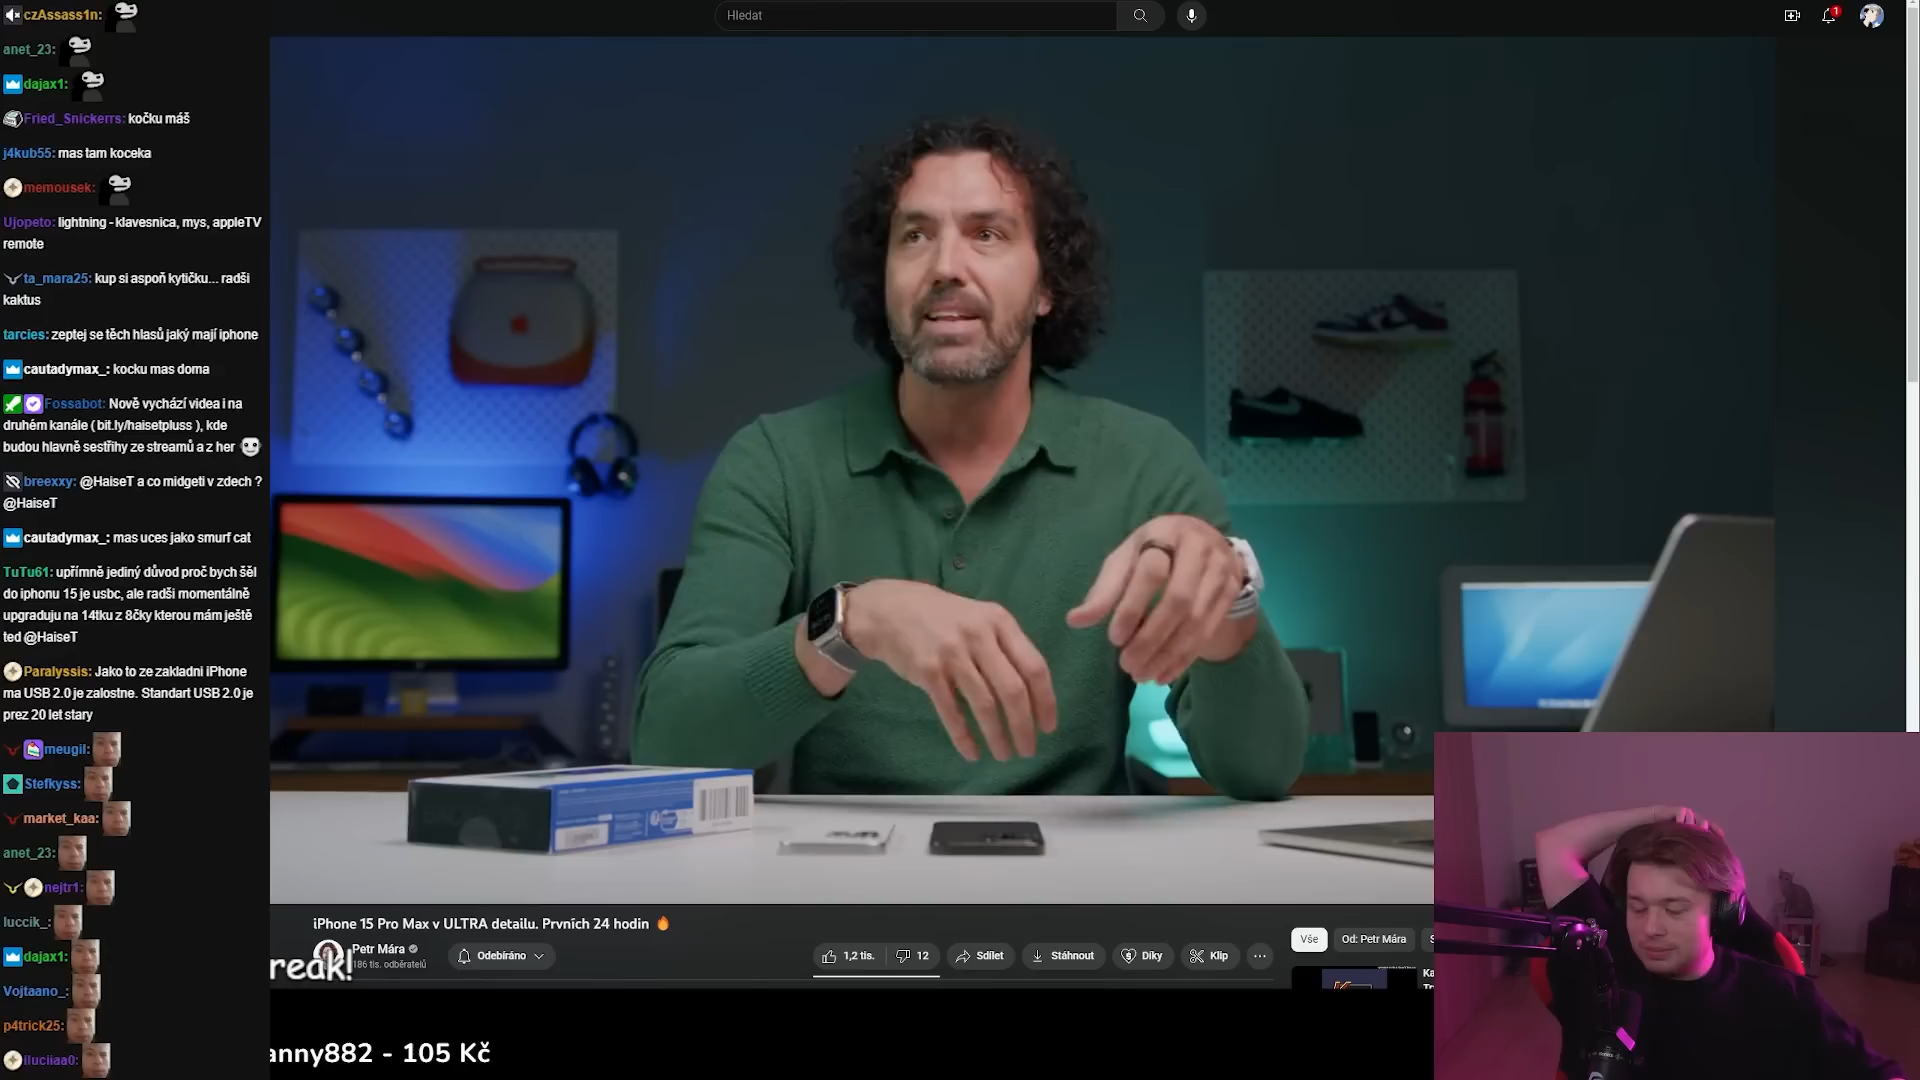 czAssass1n:
anet_23:
dajax1:
Fried_Snickerrs: kočku máš
j4kub55: mas tam koceka
memousek:
Ujopeto: lightning - klavesnica, mys, appleTV
remote
ta_mara25: kup si aspoň kytičku... radši
kaktus
tarcies: zeptej se těch hlasů jaký mají iphone
cautadymax_: kocku mas doma
Fossabot: Nově vychází videa i na
druhém kanále ( bit.ly/haisetpluss ), kde
budou hlavně sestřihy ze streamů a z her
breexxy: @HaiseT a co midgeti v zdech ?
@HaiseT
cautadymax_: mas uces jako smurf cat
TuTu61: upřímně jediný důvod proč bych šěl
do iphonu 15 je usbc, ale radši momentálně
upgraduju na 14tku z 8čky kterou mám ještě
ted @HaiseT
Paralyssis: Jako to ze zakladni iPhone
ma USB 2.0 je zalostne. Standart USB 2.0 je
prez 20 let stary
meugil:
Stefkyss:
market_kaa:
anet_23:
nejtr1:
luccik_:
dajax1:
Vojtaano_:
p4trick25:
iluciiaa0:
Hledat
1
iPhone 15 Pro Max v ULTRA detailu. Prvních 24 hodin
Petr Mára
186 tis. odběratelů
Odebíráno
1,2 tis.
12
Sdílet
Stáhnout
Díky
Klip
Vše
Od: Petr Mára
S
Ka
Tr
reak!
anny882 - 105 Kč